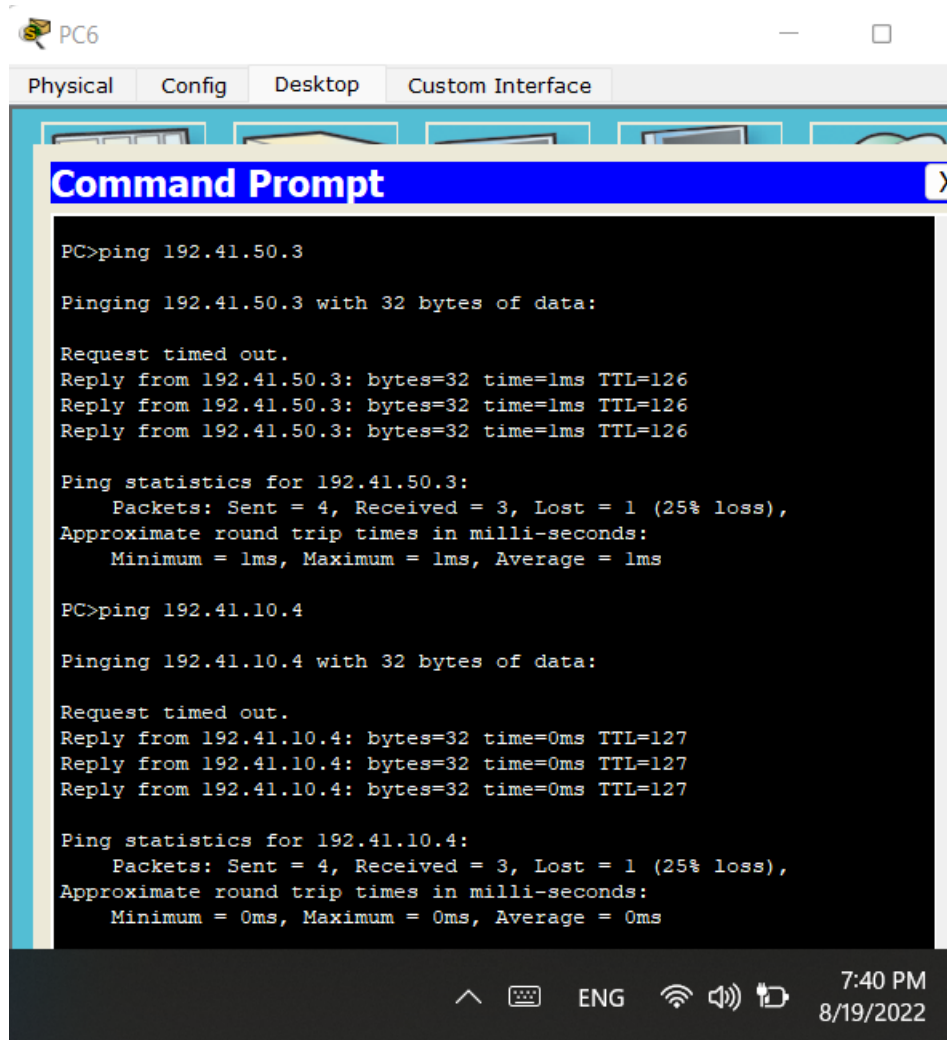 PC6
Physical Config Desktop Custom Interface
Command Prompt X
PC>ping 192.41.50.3
Pinging 192.41.50.3 with 32 bytes of data:
Request timed out.
Reply from 192.41.50.3: bytes=32 time=1ms TTL=126
Reply from 192.41.50.3: bytes=32 time=1ms TTL=126
Reply from 192.41.50.3: bytes=32 time=1ms TTL=126
Ping statistics for 192.41.50.3:
Packets: Sent = 4, Received = 3, Lost = 1 (25% loss),
Approximate round trip times in milli-seconds:
Minimum = 1ms, Maximum = 1ms, Average = 1ms
PC>ping 192.41.10.4
Pinging 192.41.10.4 with 32 bytes of data:
Request timed out.
Reply from 192.41.10.4: bytes=32 time=0ms TTL=127
Reply from 192.41.10.4: bytes=32 time=0ms TTL=127
Reply from 192.41.10.4: bytes=32 time=0ms TTL=127
Ping statistics for 192.41.10.4:
Packets: Sent = 4, Received = 3, Lost = 1 (25% loss),
Approximate round trip times in milli-seconds:
Minimum = 0ms, Maximum = 0ms, Average = 0ms
ENG
7:40 PM
8/19/2022